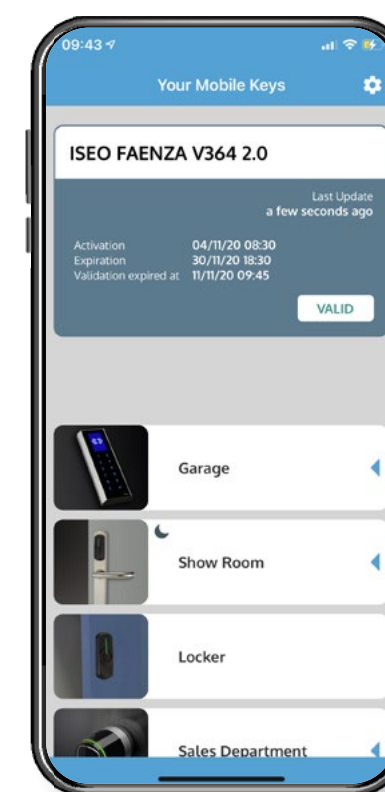 09:43
Your Mobile Keys
ISEO FAENZA V364 2.0
Last Update
a few seconds ago
Activation 04/11/20 08:30
Expiration 30/11/20 18:30
Validation expired at 11/11/20 09:45
VALID
Garage
Show Room
Locker
Sales Department